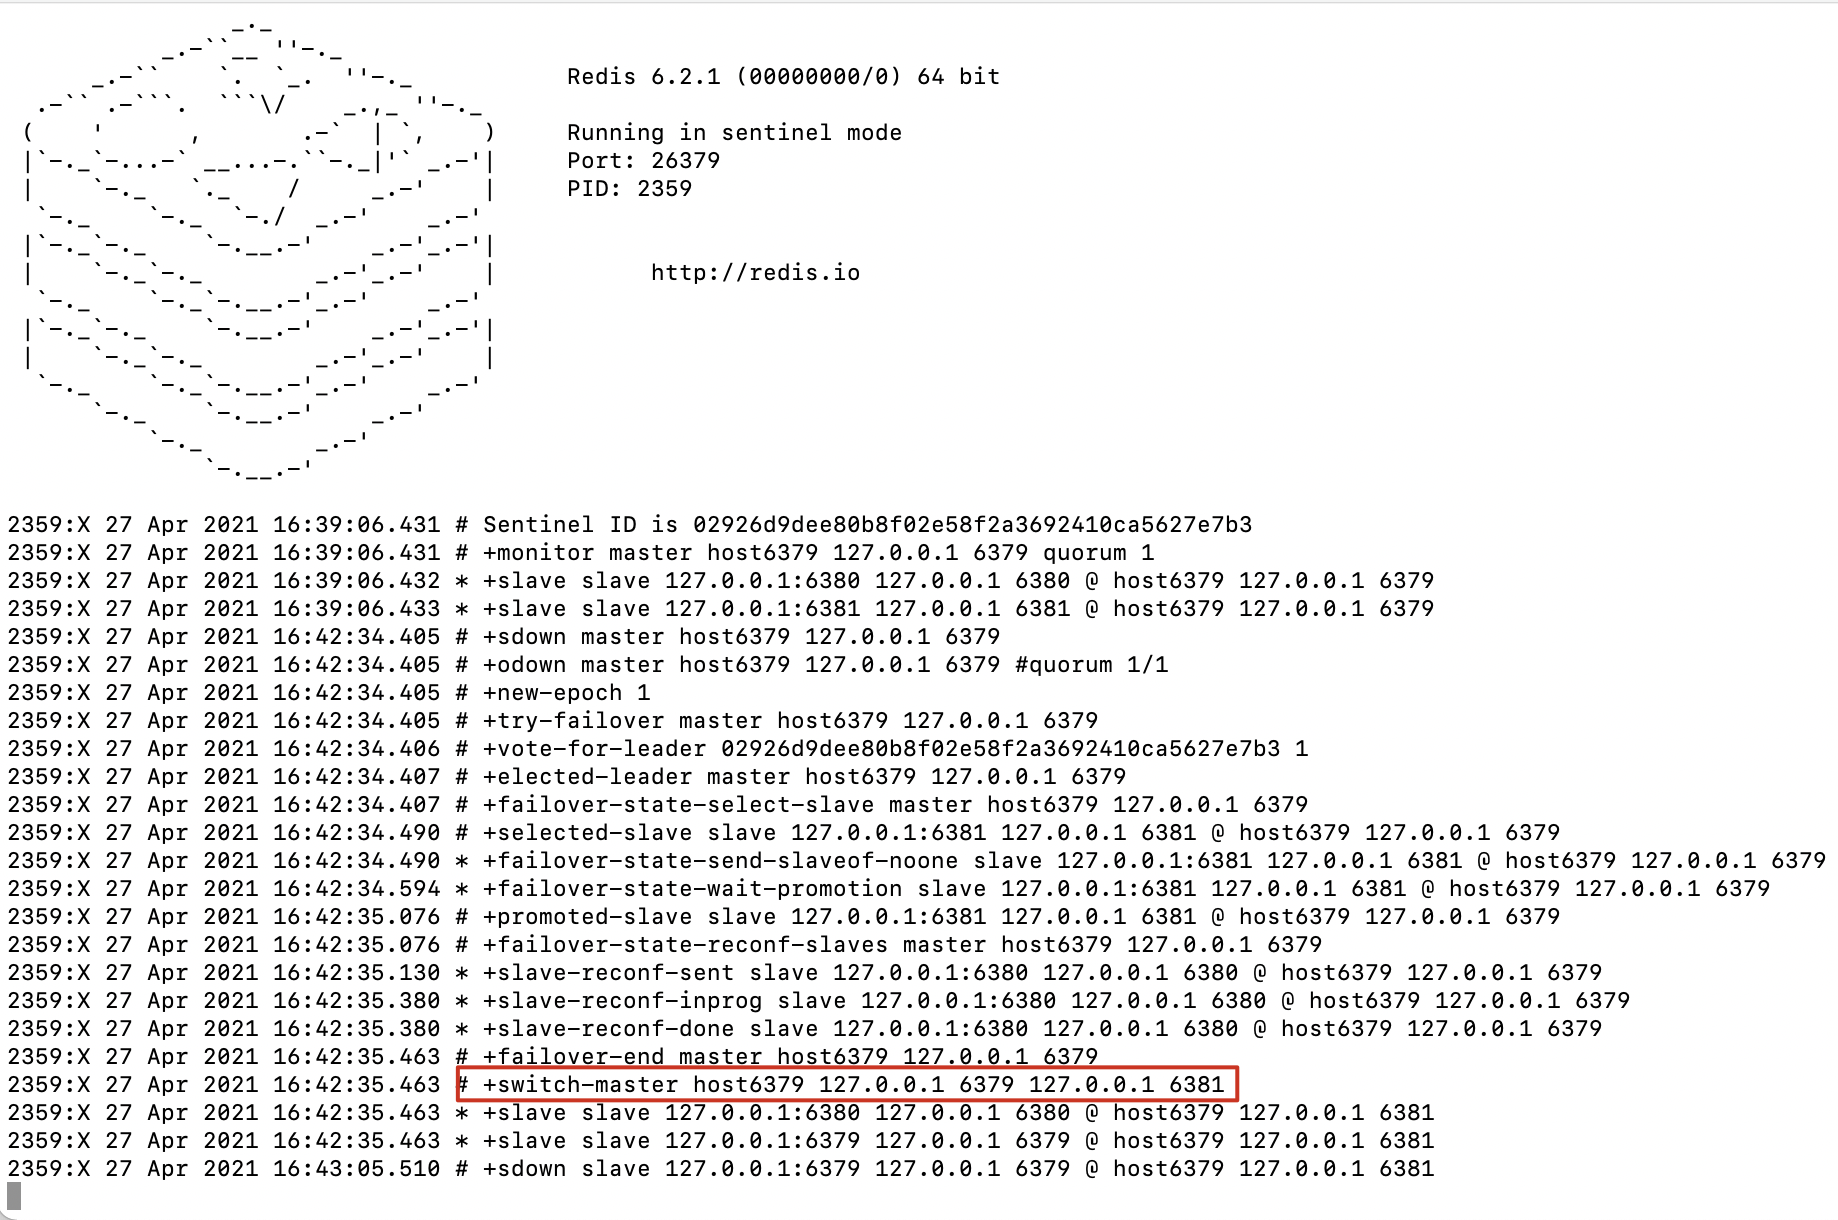 Redis 6.2.1 (00000000/0) 64 bit
Running in sentinel mode
Port: 26379
PID: 2359
http://redis.io
2359:X 27 Apr 2021 16:39:06.431 # Sentinel ID is 02926d9dee80b8f02e58f2a3692410ca5627e7b3
2359:X 27 Apr 2021 16:39:06.431 # +monitor master host6379 127.0.0.1 6379 quorum 1
2359:X 27 Apr 2021 16:39:06.432 * +slave slave 127.0.0.1:6380 127.0.0.1 6380 @ host6379 127.0.0.1 6379
2359:X 27 Apr 2021 16:39:06.433 * +slave slave 127.0.0.1:6381 127.0.0.1 6381 @ host6379 127.0.0.1 6379
2359:X 27 Apr 2021 16:42:34.405 # +sdown master host6379 127.0.0.1 6379
2359:X 27 Apr 2021 16:42:34.405 # +odown master host6379 127.0.0.1 6379 #quorum 1/1
2359:X 27 Apr 2021 16:42:34.405 # +new-epoch 1
2359:X 27 Apr 2021 16:42:34.405 # +try-failover master host6379 127.0.0.1 6379
2359:X 27 Apr 2021 16:42:34.406 # +vote-for-leader 02926d9dee80b8f02e58f2a3692410ca5627e7b3 1
2359:X 27 Apr 2021 16:42:34.407 # +elected-leader master host6379 127.0.0.1 6379
2359:X 27 Apr 2021 16:42:34.407 # +failover-state-select-slave master host6379 127.0.0.1 6379
2359:X 27 Apr 2021 16:42:34.490 # +selected-slave slave 127.0.0.1:6381 127.0.0.1 6381 @ host6379 127.0.0.1 6379
2359:X 27 Apr 2021 16:42:34.490 * +failover-state-send-slaveof-noone slave 127.0.0.1:6381 127.0.0.1 6381 @ host6379 127.0.0.1 6379
2359:X 27 Apr 2021 16:42:34.594 * +failover-state-wait-promotion slave 127.0.0.1:6381 127.0.0.1 6381 @ host6379 127.0.0.1 6379
2359:X 27 Apr 2021 16:42:35.076 # +promoted-slave slave 127.0.0.1:6381 127.0.0.1 6381 @ host6379 127.0.0.1 6379
2359:X 27 Apr 2021 16:42:35.076 # +failover-state-reconf-slaves master host6379 127.0.0.1 6379
2359:X 27 Apr 2021 16:42:35.130 * +slave-reconf-sent slave 127.0.0.1:6380 127.0.0.1 6380 @ host6379 127.0.0.1 6379
2359:X 27 Apr 2021 16:42:35.380 * +slave-reconf-inprog slave 127.0.0.1:6380 127.0.0.1 6380 @ host6379 127.0.0.1 6379
2359:X 27 Apr 2021 16:42:35.380 * +slave-reconf-done slave 127.0.0.1:6380 127.0.0.1 6380 @ host6379 127.0.0.1 6379
2359:X 27 Apr 2021 16:42:35.463 # +failover-end master host6379 127.0.0.1 6379
2359:X 27 Apr 2021 16:42:35.463 # +switch-master host6379 127.0.0.1 6379 127.0.0.1 6381
2359:X 27 Apr 2021 16:42:35.463 * +slave slave 127.0.0.1:6380 127.0.0.1 6380 @ host6379 127.0.0.1 6381
2359:X 27 Apr 2021 16:42:35.463 * +slave slave 127.0.0.1:6379 127.0.0.1 6379 @ host6379 127.0.0.1 6381
2359:X 27 Apr 2021 16:43:05.510 # +sdown slave 127.0.0.1:6379 127.0.0.1 6379 @ host6379 127.0.0.1 6381